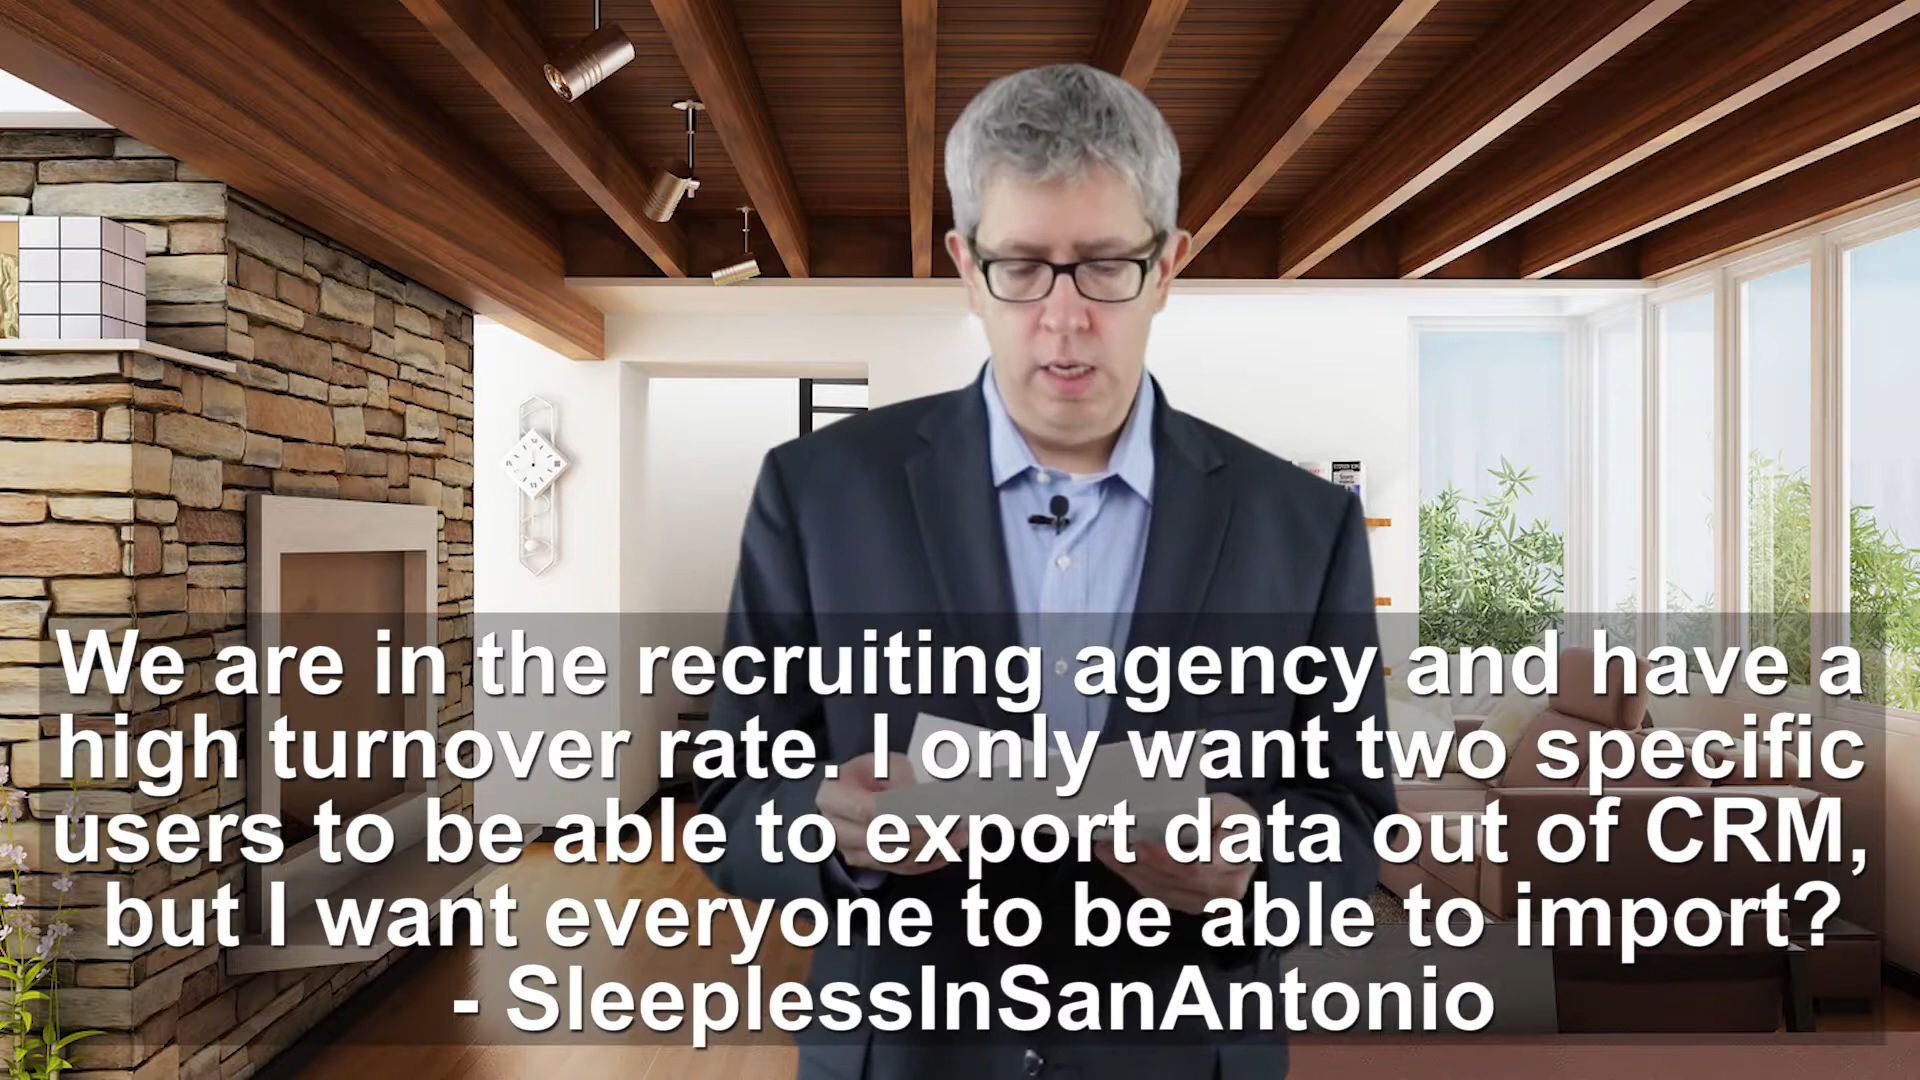 We are in the recruiting agency and have a
high turnover rate. I only want two specific
users to be able to export data out of CRM,
but I want everyone to be able to import?
- SleeplessInSanAntonio